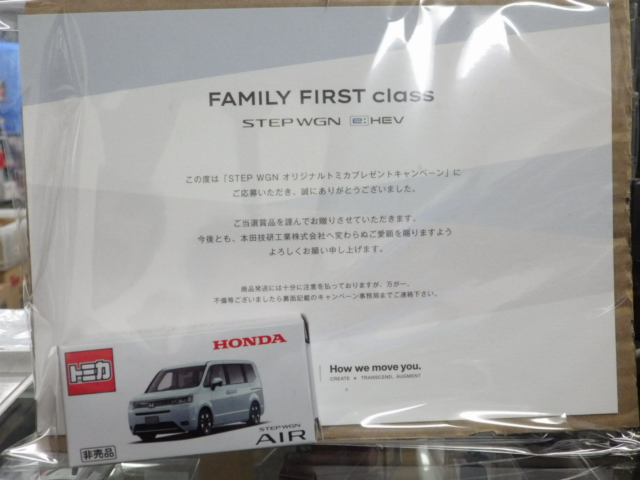 FAMILY FIRST class
STEP WGN e:HEV
この度は「STEP WGN オリジナルトミカプレゼントキャンペーン」に
ご応募いただき、誠にありがとうございました。
ご当選賞品を謹んでお贈りさせていただきます。
今後とも、本田技研工業株式会社へ変わらぬご愛顧を賜りますよう
よろしくお願い申し上げます。
商品発送には十分に注意を払っておりますが、万が一、
不備等ございましたら裏面記載のキャンペーン事務局までご連絡下さい。
How we move you.
CREATE ▸ TRANSCEND, AUGMENT
HONDA
トミカ
STEP WGN
AIR
非売品